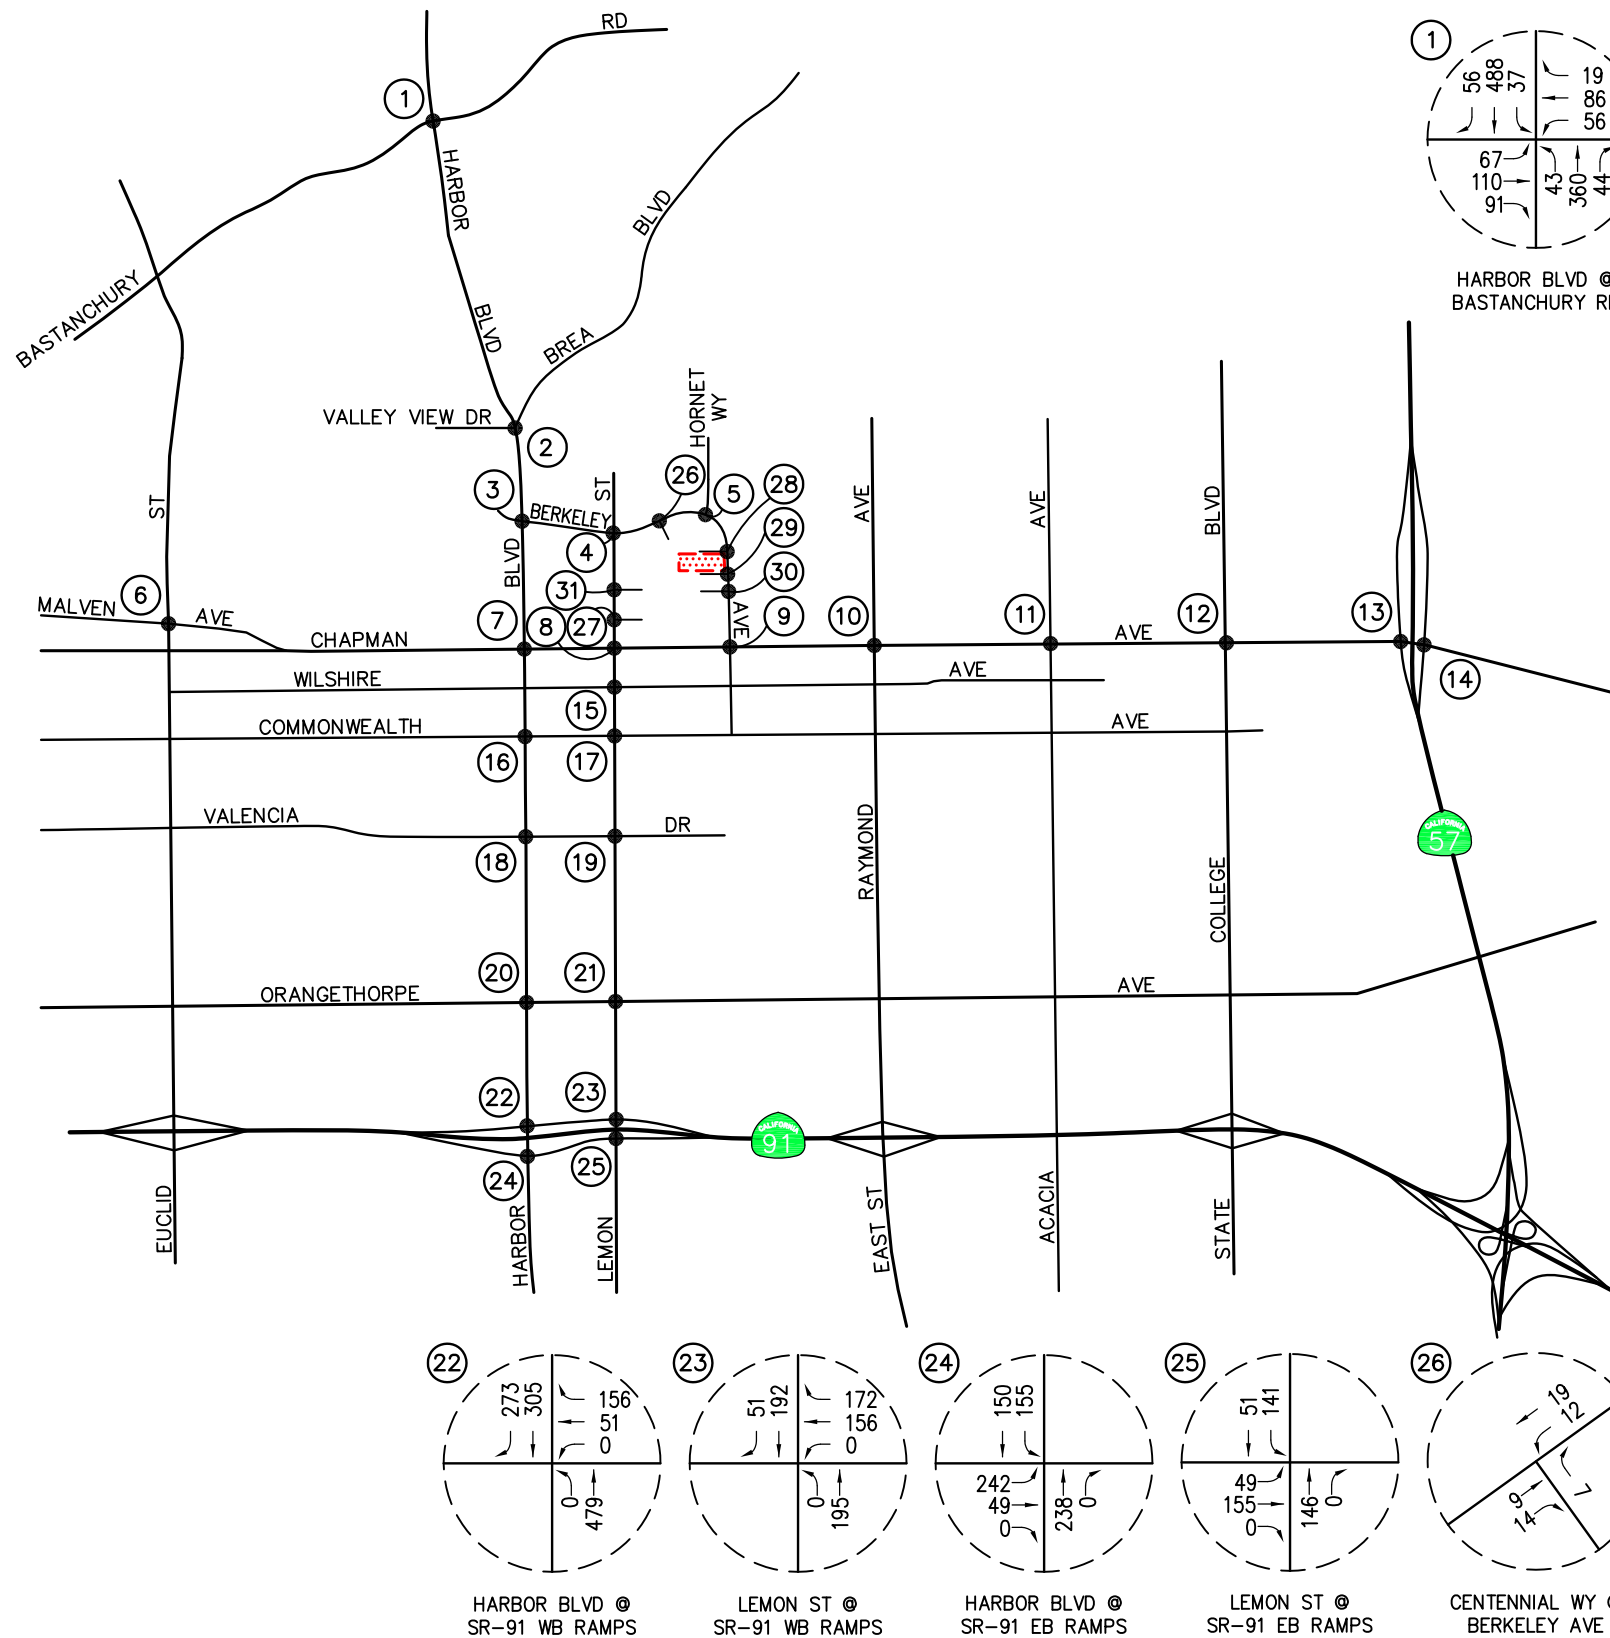 RD
1
1
56
488
37
19
86
56
67
110
91
43
360
44
HARBOR BLVD @
BASTANCHURY
HARBOR
BLVD
BLVD
BREA
BASTANCHURY
VALLEY VIEW DR
2
HORNET
WY
ST
3
BERKELEY
ST
26
5
28
29
30
4
31
BLVD
AVE
AVE
BLVD
6
MALVEN
AVE
7
8
27
AVE
9
10
11
12
13
14
CHAPMAN
AVE
WILSHIRE
AVE
15
COMMONWEALTH
AVE
16
17
VALENCIA
DR
18
19
RAYMOND
COLLEGE
CALIFORNIA
57
20
21
ORANGETHORPE
AVE
22
23
CALIFORNIA
91
24
25
EUCLID
HARBOR
LEMON
EAST ST
ACACIA
STATE
22
273
305
156
51
0
0
479
HARBOR BLVD @
SR-91 WB RAMPS
23
51
192
172
156
0
0
195
LEMON ST @
SR-91 WB RAMPS
24
150
155
242
49
0
238
0
HARBOR BLVD @
SR-91 EB RAMPS
25
51
141
49
155
0
146
0
LEMON ST @
SR-91 EB RAMPS
26
19
12
9
14
7
CENTENNIAL WY
BERKELEY AVE